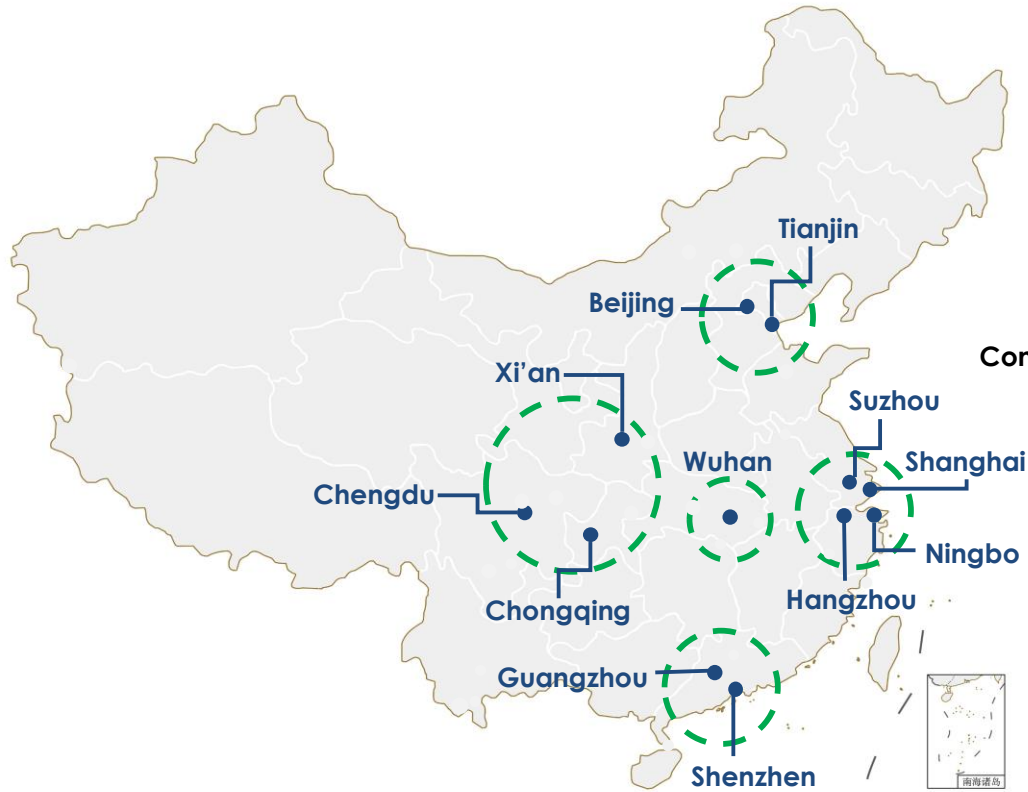 Tianjin
Beijing
Cor
Xi'an
Suzhou
Wuhan
Shanghai
Chengdu
Ningbo
Hangzhou
Chongqing
Guangzhou
Shenzhen
南海诸岛